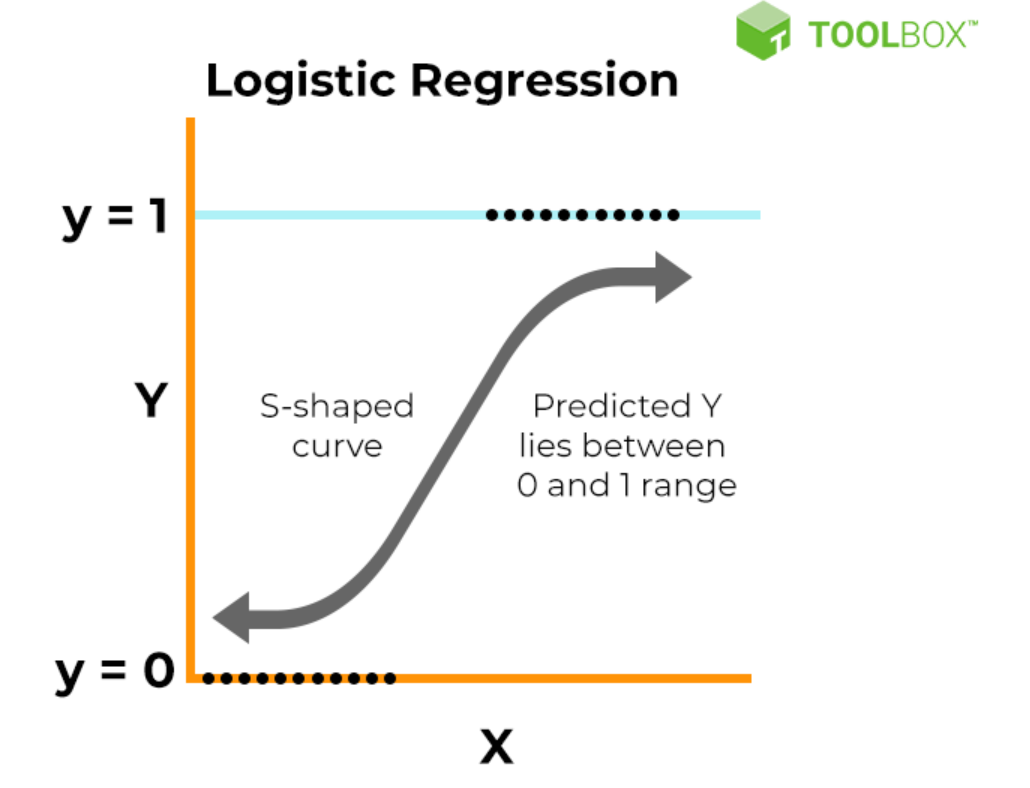 TOOLBOX™
Logistic Regression
y = 1
Y
S-shaped
curve
Predicted Y
lies between
0 and 1 range
y = 0
X